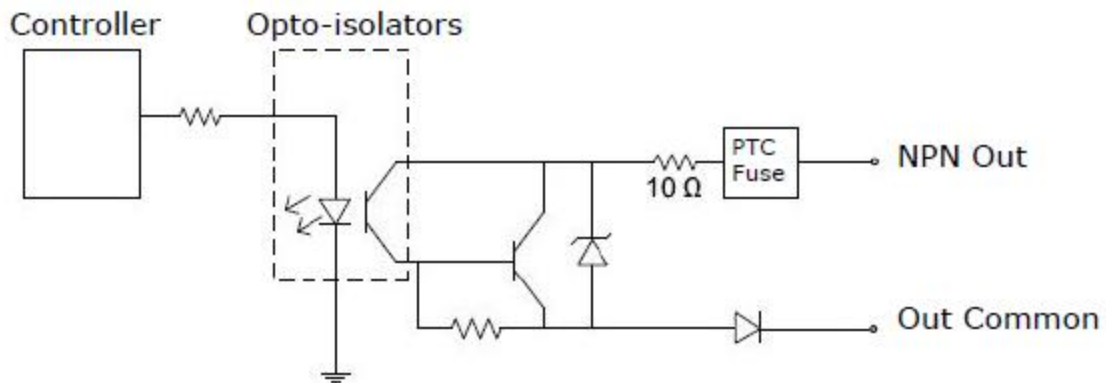 Controller
Opto-isolators
PTC
Fuse
NPN Out
10 Ω
Out Common